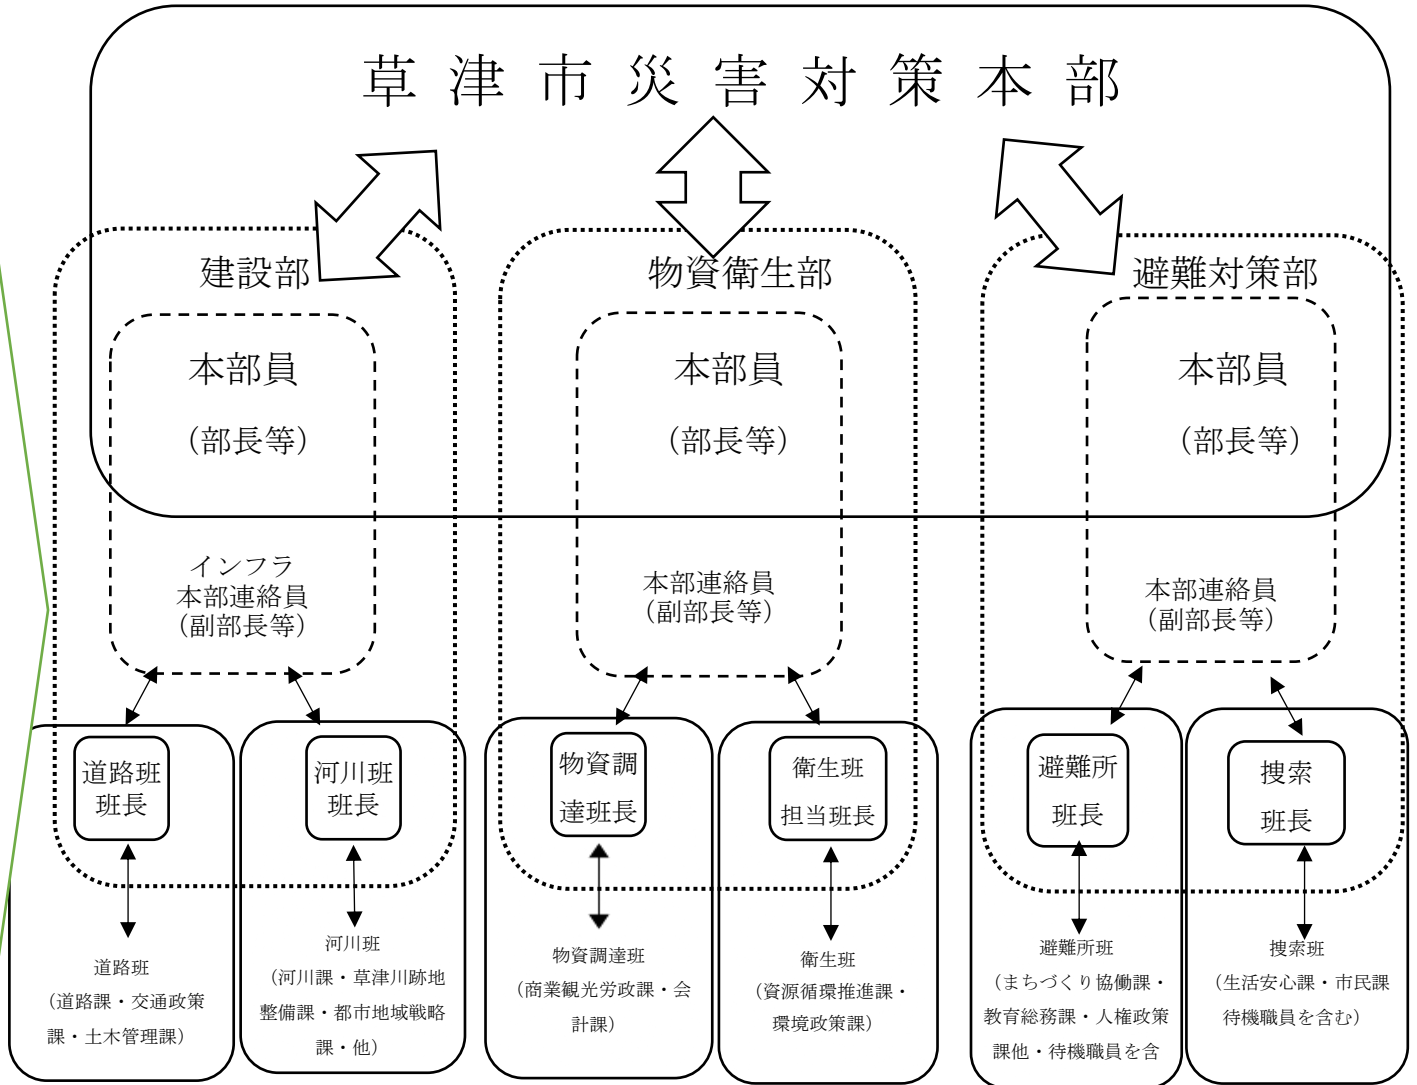 草津市災害対策本部
建設部
本部員
（部長等）
インフラ
本部連絡員
（副部長等）
道路班
班長
河川班
班長
道路班
（道路課・交通政策
課・土木管理課）
河川班
（河川課・草津川跡地
整備課・都市地域戦略
課・他）
物資衛生部
本部員
（部長等）
本部連絡員
（副部長等）
物資調
達班長
衛生班
担当班長
物資調達班
（商業観光労政課・会
計課）
衛生班
（資源循環推進課・
環境政策課）
避難対策部
本部員
（部長等）
本部連絡員
（副部長等）
避難所
班長
捜索
班長
避難所班
（まちづくり協働課・
教育総務課・人権政策
課他・待機職員を含
捜索班
（生活安心課・市民課
待機職員を含む）